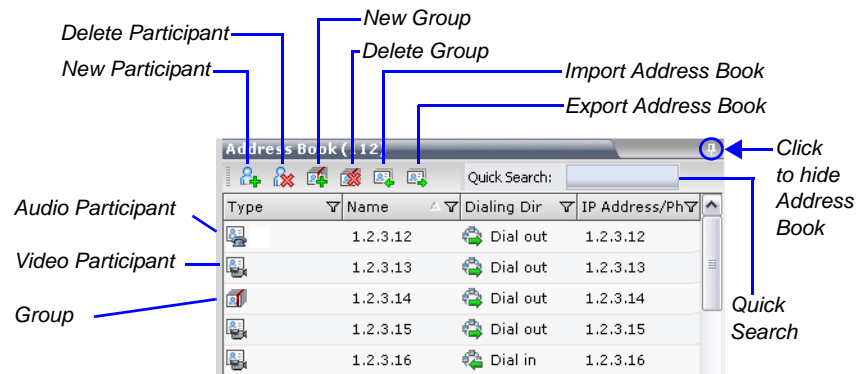 New Group
Delete Participant
Delete Group
New Participant
Import Address Book
Export Address Book
Click
to hide
Address
Book
Address Book (112)
Quick Search:
Type Name Dialing Dir IP Address/Ph
Audio Participant
1.2.3.12 Dial out 1.2.3.12
Video Participant
1.2.3.13 Dial out 1.2.3.13
Group
1.2.3.14 Dial out 1.2.3.14
1.2.3.15 Dial out 1.2.3.15
1.2.3.16 Dial in 1.2.3.16
Quick
Search